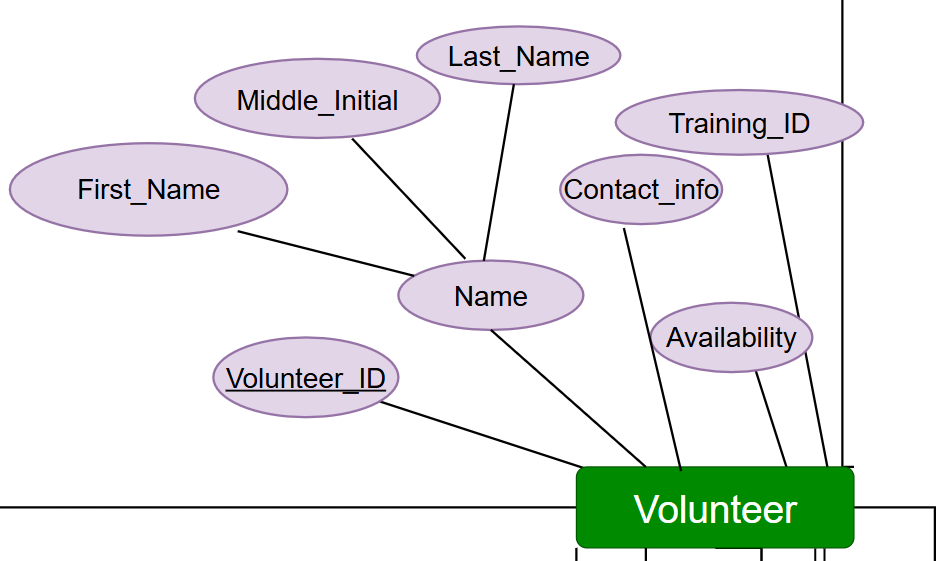 Last_Name
Middle_Initial
Training_ID
First_Name
Contact_info
Name
Availability
Volunteer_ID
Volunteer